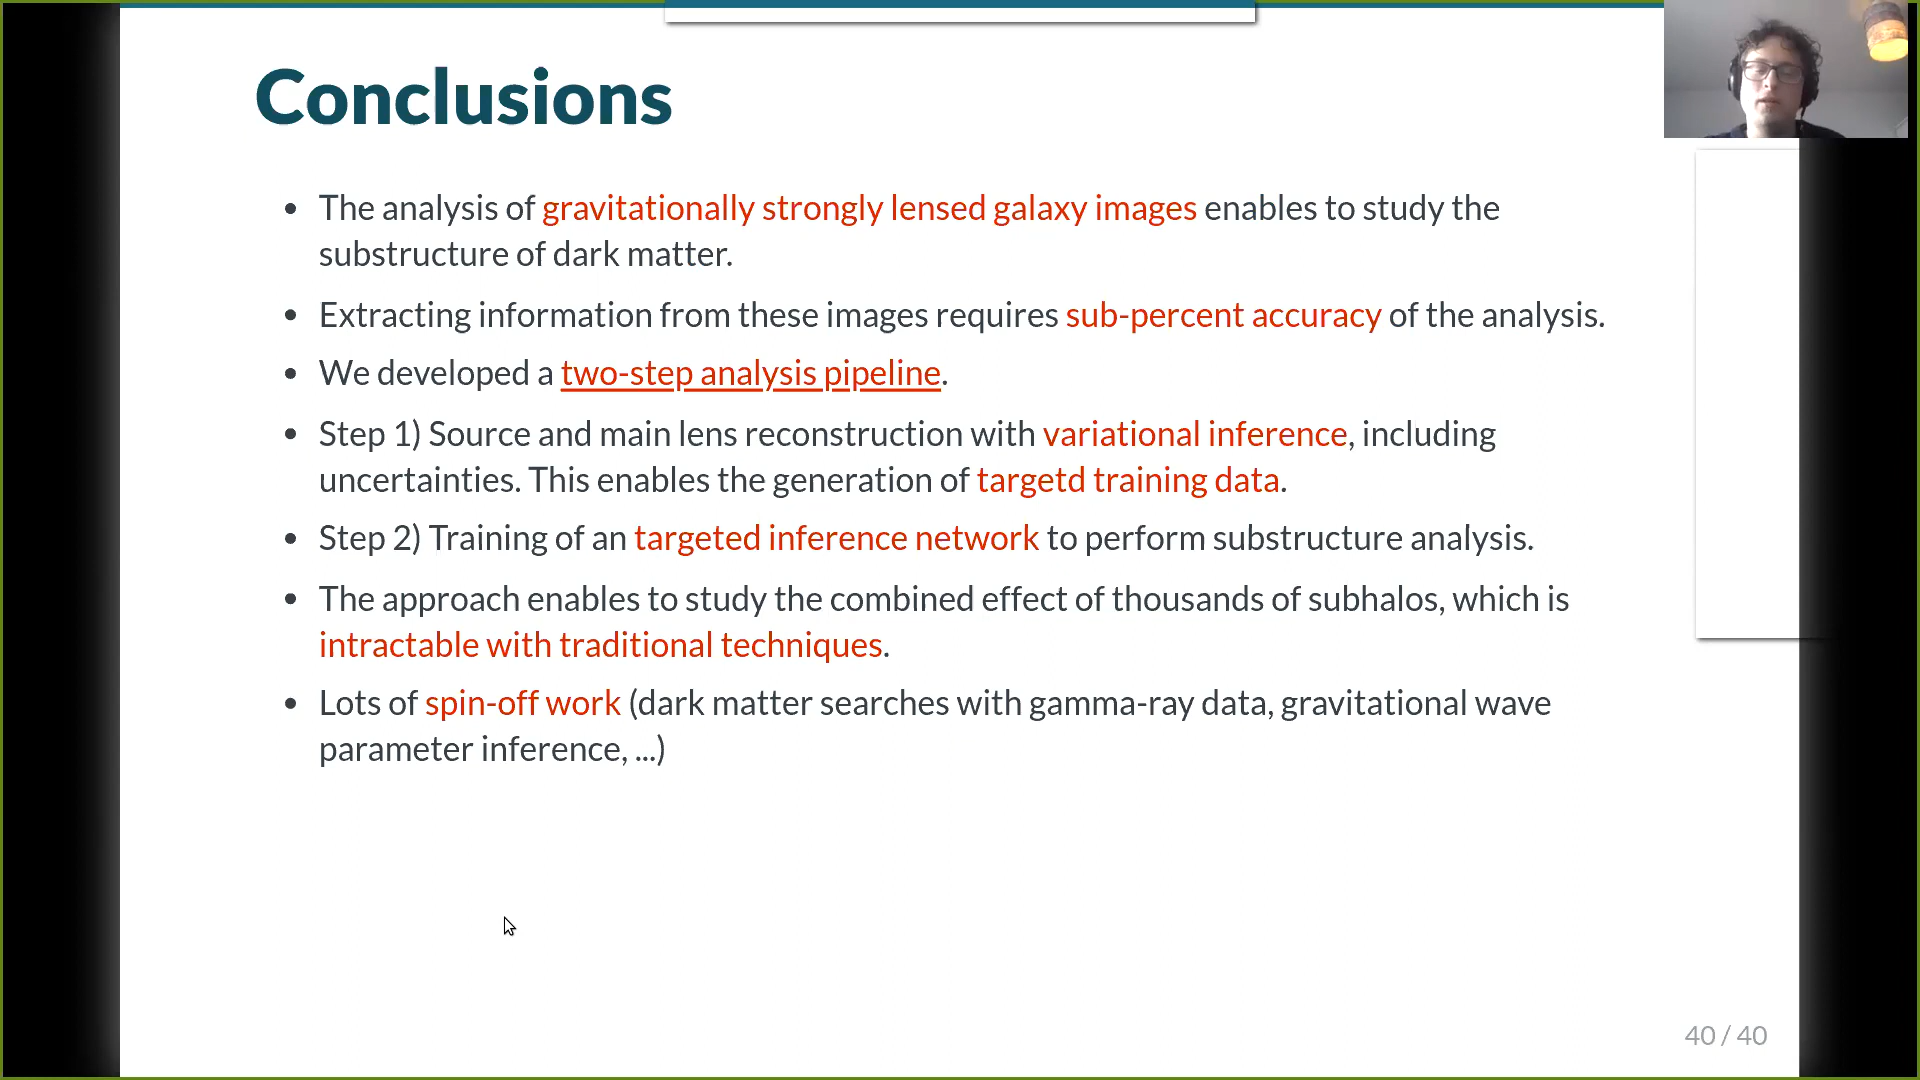 Conclusions
• The analysis of gravitationally strongly lensed galaxy images enables to study the
substructure of dark matter.
• Extracting information from these images requires sub-percent accuracy of the analysis.
• We developed a two-step analysis pipeline.
• Step 1) Source and main lens reconstruction with variational inference, including
uncertainties. This enables the generation of targetd training data.
• Step 2) Training of an targeted inference network to perform substructure analysis.
• The approach enables to study the combined effect of thousands of subhalos, which is
intractable with traditional techniques.
• Lots of spin-off work (dark matter searches with gamma-ray data, gravitational wave
parameter inference, ...)
40 / 40